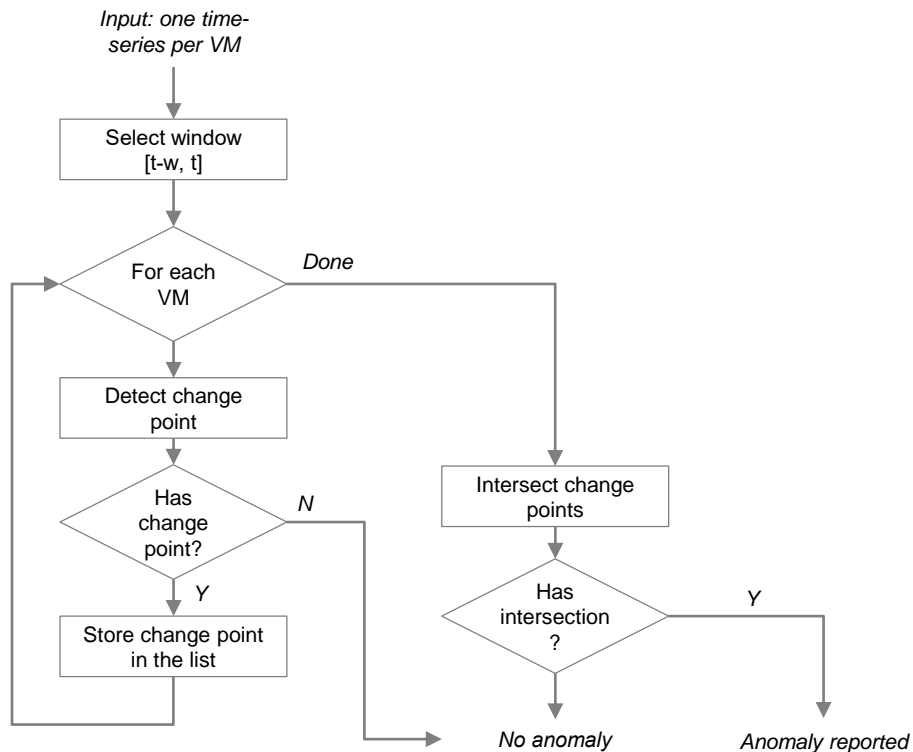 Input: one time-
series per VM
Select window
[t-w, t]
For each
VM
Done
Detect change
point
Has
change
point?
N
Y
Store change point
in the list
Intersect change
points
Has
intersection
?
Y
No anomaly
Anomaly reported